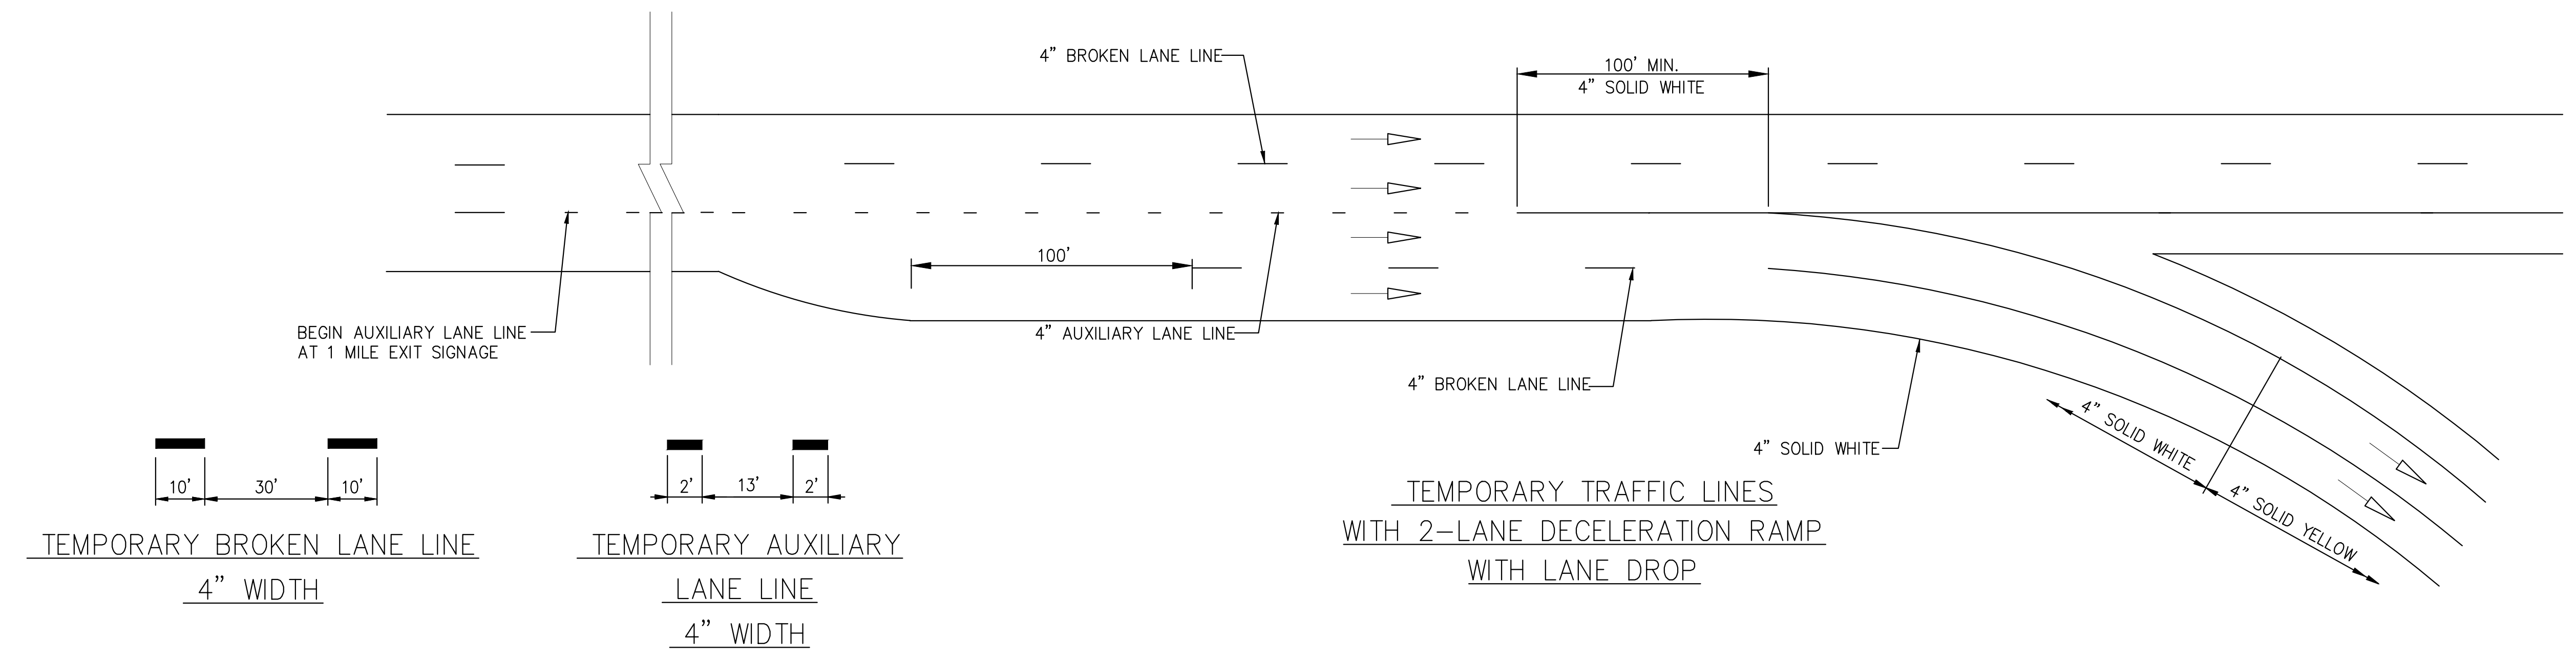 4” BROKEN LANE LINE
100’ MIN.
4” SOLID WHITE
100’
BEGIN AUXILIARY LANE LINE
AT 1 MILE EXIT SIGNAGE
4” AUXILIARY LANE LINE
4” BROKEN LANE LINE
4” SOLID WHITE
4” SOLID WHITE
4” SOLID YELLOW
10’ 30’ 10’
TEMPORARY BROKEN LANE LINE
4” WIDTH
2’ 13’ 2’
TEMPORARY AUXILIARY
LANE LINE
4” WIDTH
TEMPORARY TRAFFIC LINES
WITH 2–LANE DECELERATION RAMP
WITH LANE DROP